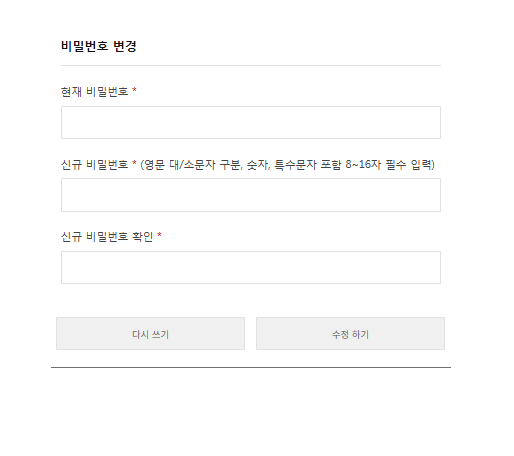 비밀번호 변경
현재 비밀번호 *
신규 비밀번호 * (영문 대/소문자 구분, 숫자, 특수문자 포함 8~16자 필수 입력)
신규 비밀번호 확인 *
다시 쓰기 수정 하기